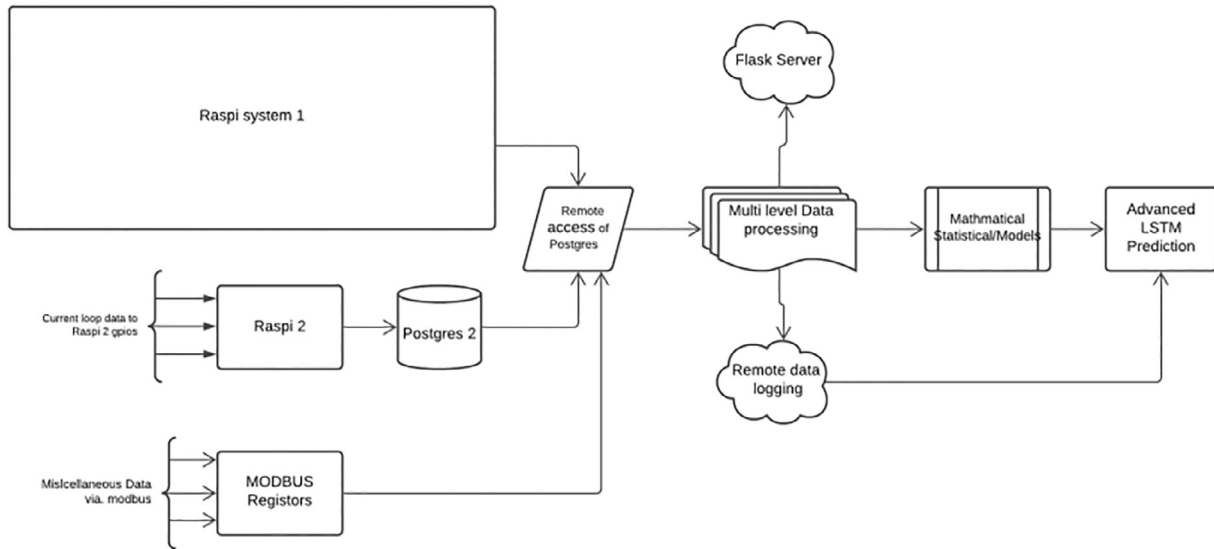 Flask Server
Raspi system 1
Remote
access of
Postgres
Multi level Data
processing
Mathmatical
Statistical/Models
Advanced
LSTM
Prediction
Current loop data to
Raspi 2 gpios
Raspi 2
Postgres 2
Remote data
logging
Mislcellaneous Data
via. modbus
MODBUS
Registors